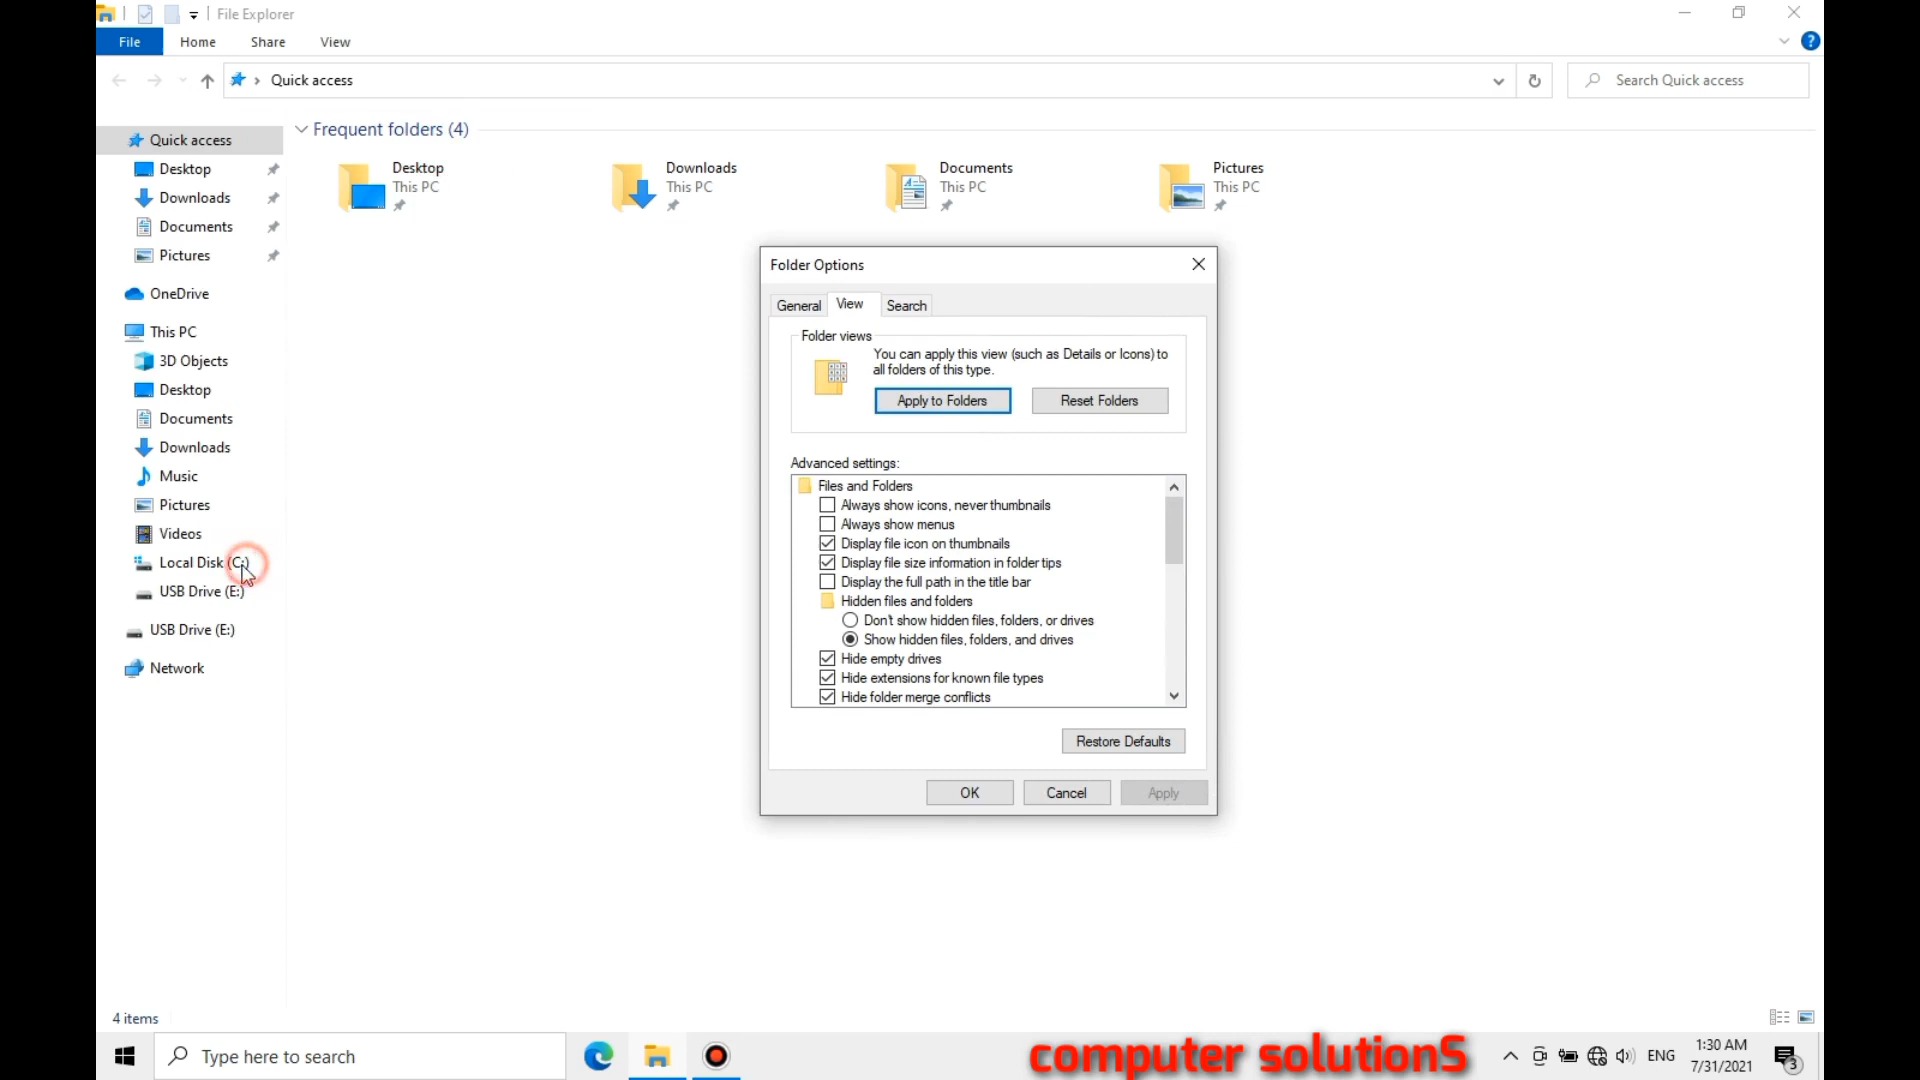 File Explorer
File Home Share View
Quick access
Search Quick access
Quick access
Desktop
Downloads
Documents
Pictures
OneDrive
This PC
3D Objects
Desktop
Documents
Downloads
Music
Pictures
Videos
Local Disk (C:)
USB Drive (E:)
USB Drive (E:)
Network
Frequent folders (4)
Desktop
This PC
Downloads
This PC
Documents
This PC
Pictures
This PC
Folder Options
General View Search
Folder views
You can apply this view (such as Details or Icons) to
all folders of this type.
Apply to Folders Reset Folders
Advanced settings:
Files and Folders
Always show icons, never thumbnails
Always show menus
Display file icon on thumbnails
Display file size information in folder tips
Display the full path in the title bar
Hidden files and folders
Don't show hidden files, folders, or drives
Show hidden files, folders, and drives
Hide empty drives
Hide extensions for known file types
Hide folder merge conflicts
Restore Defaults
OK Cancel Apply
4 items
Type here to search
computer solutionS
ENG
1:30 AM
7/31/2021
3